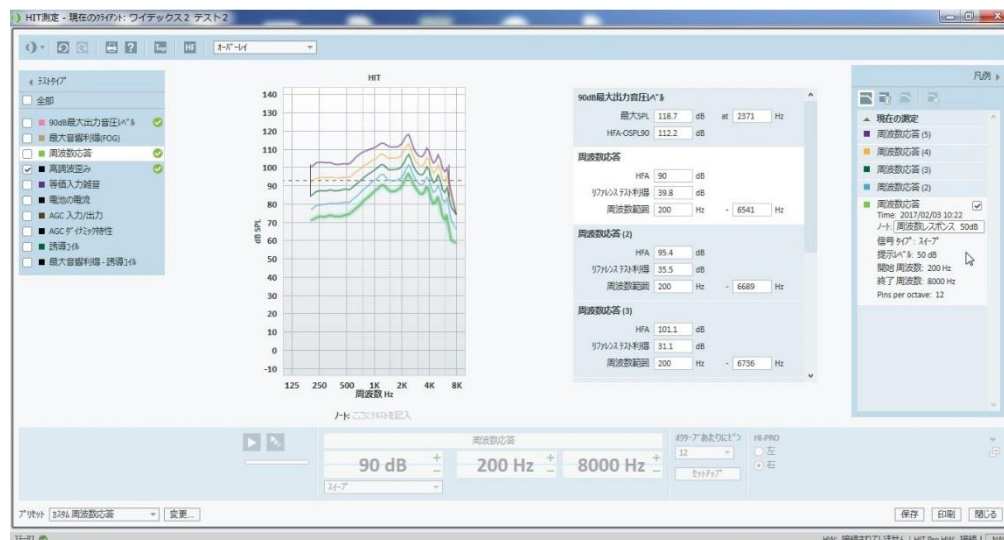 HIT測定 - 現在のｸﾗｲｱﾝﾄ: ワイデックス2 テスト2
Tmp HF ｵｰﾊﾞｰﾚｲ
ﾃｽﾄﾀｲﾌﾟ
全部
90dB最大出力音圧ﾚﾍﾞﾙ
最大音響利得(FOG)
周波数応答
高調波歪み
等価入力雑音
電池の電流
AGC 入力/出力
AGC ﾀﾞｲﾅﾐｯｸ特性
誘導ｺｲﾙ
最大音響利得 - 誘導ｺｲﾙ
HIT
dB SPL
140
130
120
110
100
90
80
70
60
50
40
30
20
10
0
-10
125 250 500 1K 2K 4K 8K
周波数 Hz
ﾉｰﾄ: ここにﾃｷｽﾄを記入
90dB最大出力音圧ﾚﾍﾞﾙ
最大SPL 118.7 dB at 2371 Hz
HFA-OSPL90 112.2 dB
周波数応答
HFA 90 dB
ﾘﾌｧﾚﾝｽ ﾃｽﾄ利得 39.8 dB
周波数範囲 200 Hz - 6541 Hz
周波数応答 (2)
HFA 95.4 dB
ﾘﾌｧﾚﾝｽ ﾃｽﾄ利得 35.5 dB
周波数範囲 200 Hz - 6689 Hz
周波数応答 (3)
HFA 101.1 dB
ﾘﾌｧﾚﾝｽ ﾃｽﾄ利得 31.1 dB
周波数範囲 200 Hz - 6736 Hz
凡例
現在の測定
周波数応答 (5)
周波数応答 (4)
周波数応答 (3)
周波数応答 (2)
周波数応答
Time: 2017/02/03 10:22
ﾉｰﾄ: 周波数レスポンス 50dB
信号 ﾀｲﾌﾟ: ｽｲｰﾌﾟ
提示ﾚﾍﾞﾙ: 50 dB
開始 周波数: 200 Hz
終了 周波数: 8000 Hz
Pins per octave: 12
周波数応答
90 dB 200 Hz 8000 Hz
ｽｲｰﾌﾟ
ｵｸﾀｰﾌﾞあたりにﾋﾟﾝ
12
ｾｯﾄｱｯﾌﾟ
HI-PRO
左
右
ﾌﾟﾘｾｯﾄ ｶｽﾀﾑ 周波数応答 変更...
保存 印刷 閉じる
ｽﾃｰﾀｽ